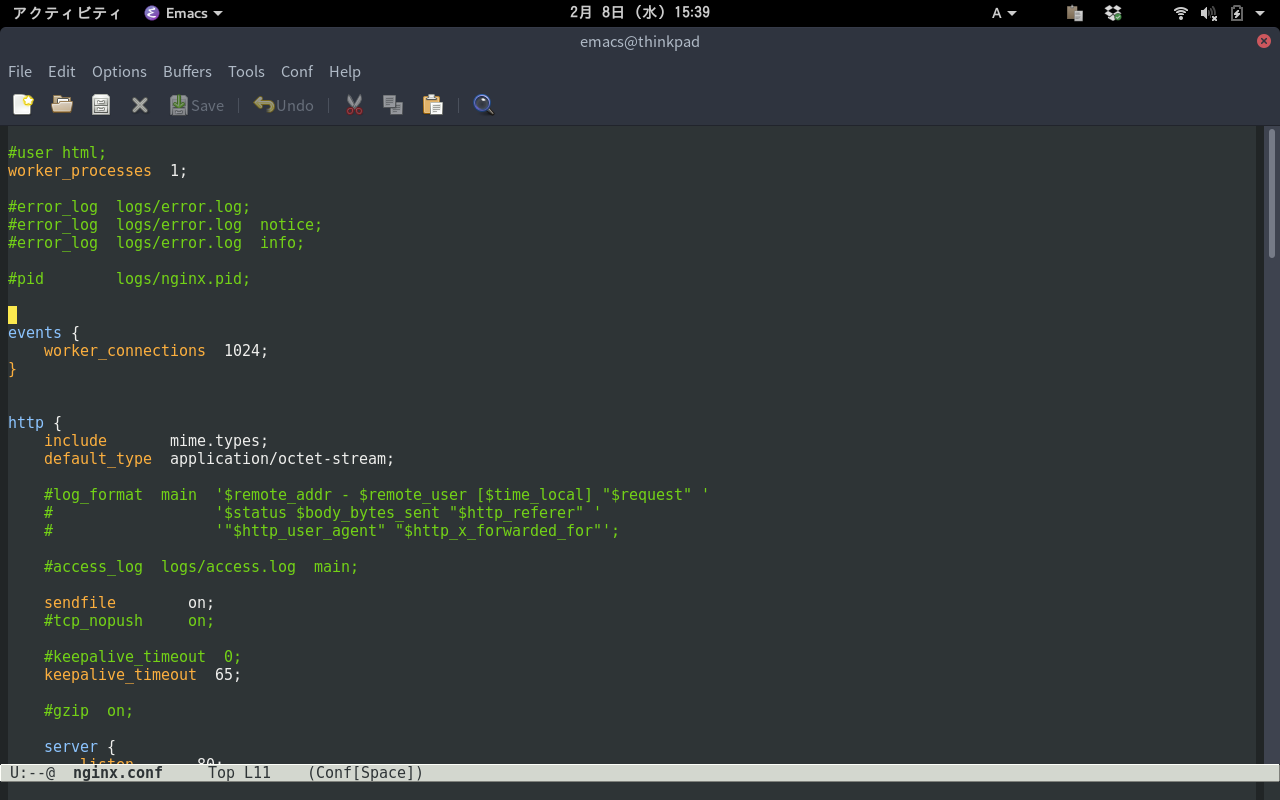 アクティビティ Emacs 2月 8日 (水) 15:39 A
emacs@thinkpad
File Edit Options Buffers Tools Conf Help
Save Undo
#user html;
worker_processes  1;
#error_log  logs/error.log;
#error_log  logs/error.log  notice;
#error_log  logs/error.log  info;
#pid        logs/nginx.pid;
events {
    worker_connections  1024;
}
http {
    include       mime.types;
    default_type  application/octet-stream;
    #log_format  main  '$remote_addr - $remote_user [$time_local] "$request" '
    #                  '$status $body_bytes_sent "$http_referer" '
    #                  '"$http_user_agent" "$http_x_forwarded_for"';
    #access_log  logs/access.log  main;
    sendfile        on;
    #tcp_nopush     on;
    #keepalive_timeout  0;
    keepalive_timeout  65;
    #gzip  on;
    server {
        listen       80;
U:--@  nginx.conf     Top L11    (Conf[Space])